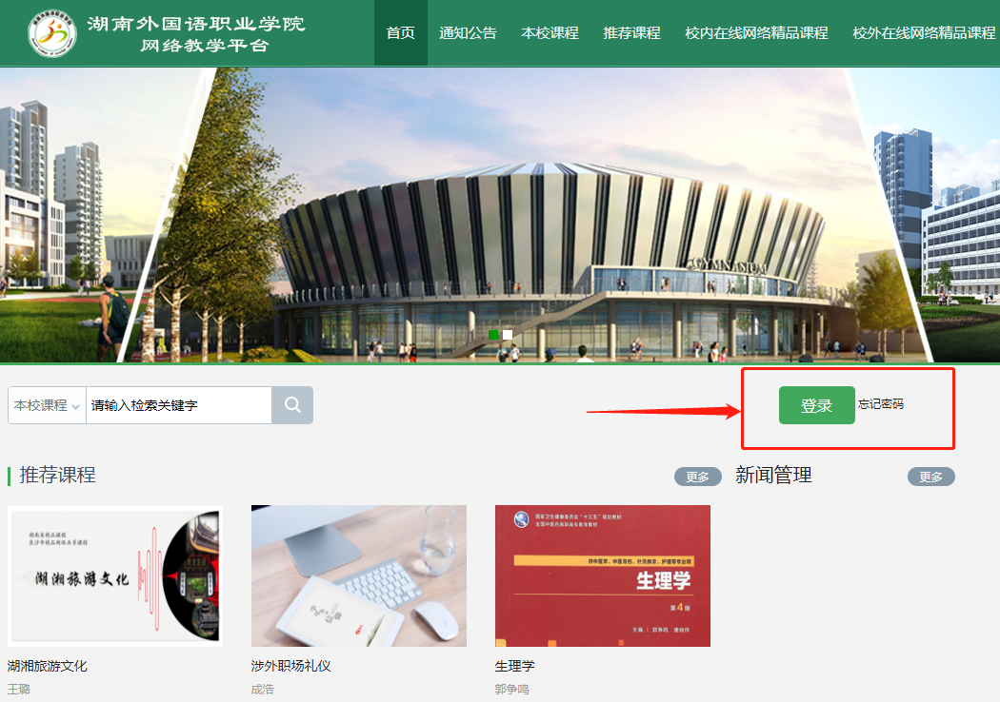 湖南外国语职业学院
网络教学平台
首页 通知公告 本校课程 推荐课程 校内在线网络精品课程 校外在线网络精品课程
GYMNASIUM
本校课程 请输入检索关键字
登录 忘记密码
推荐课程 更多 新闻管理 更多
湖南省精品课程
长沙市精品网络共享课程
湖湘旅游文化
国家卫生健康委员会“十三五”规划教材
全国中医药高职高专教育教材
供中医学、中医骨伤、针灸推拿、护理等专业用
生理学
第4版
主编 郭争鸣 唐晓伟
湖湘旅游文化 涉外职场礼仪 生理学
王璐 成浩 郭争鸣